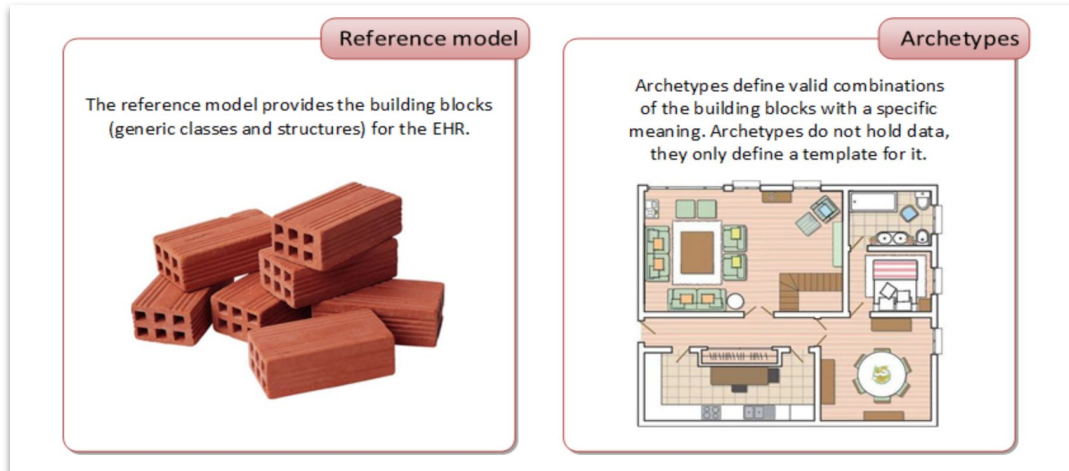 Reference model
The reference model provides the building blocks
(generic classes and structures) for the EHR.
Archetypes
Archetypes define valid combinations
of the building blocks with a specific
meaning. Archetypes do not hold data,
they only define a template for it.